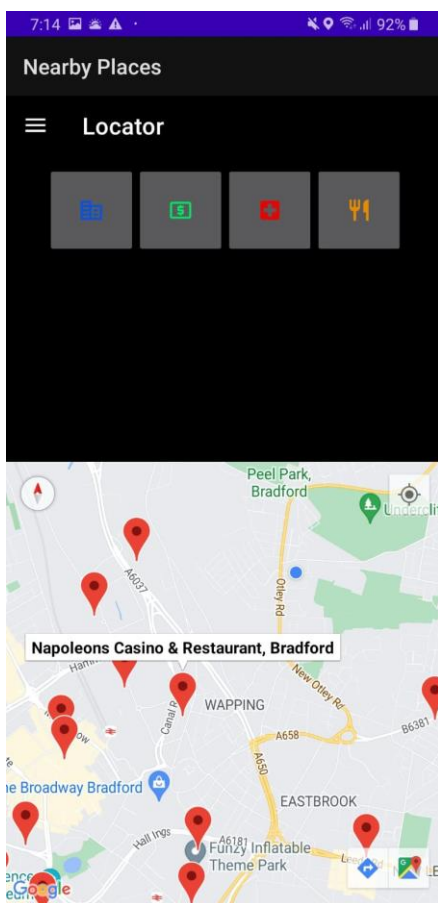 7:14
92%
Nearby Places
Locator
$
Peel Park,
Bradford
A6037
Otley Rd
Napoleons Casino & Restaurant, Bradford
New Otley Rd
Canal R
WAPPING
A658
B6381
A650
Broadway Bradford
EASTBROOK
Hall Ings
A6181
Funzy Inflatable
Theme Park
Google